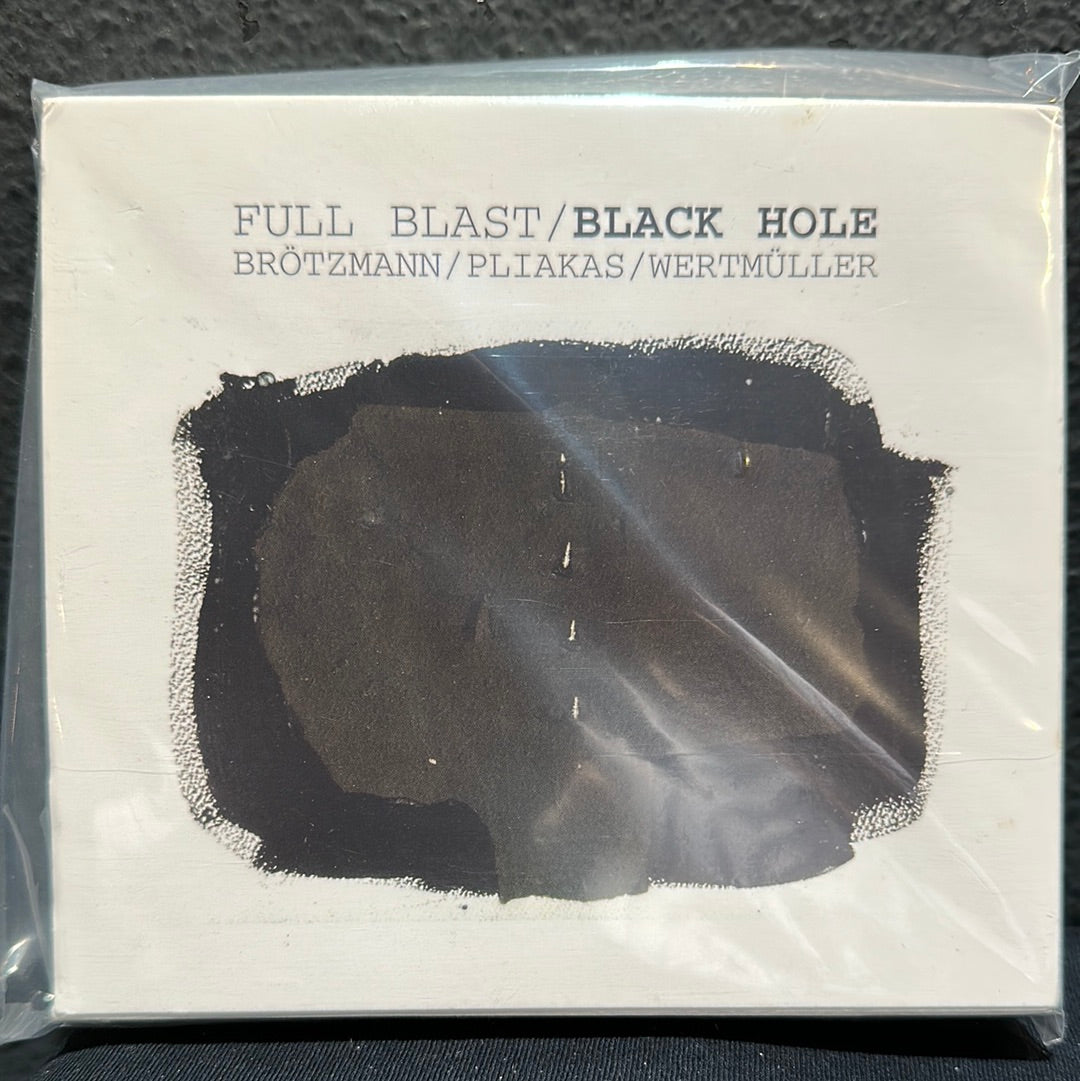 FULL BLAST/BLACK HOLE
BRÖTZMANN/PLIAKAS/WERTMÜLLER